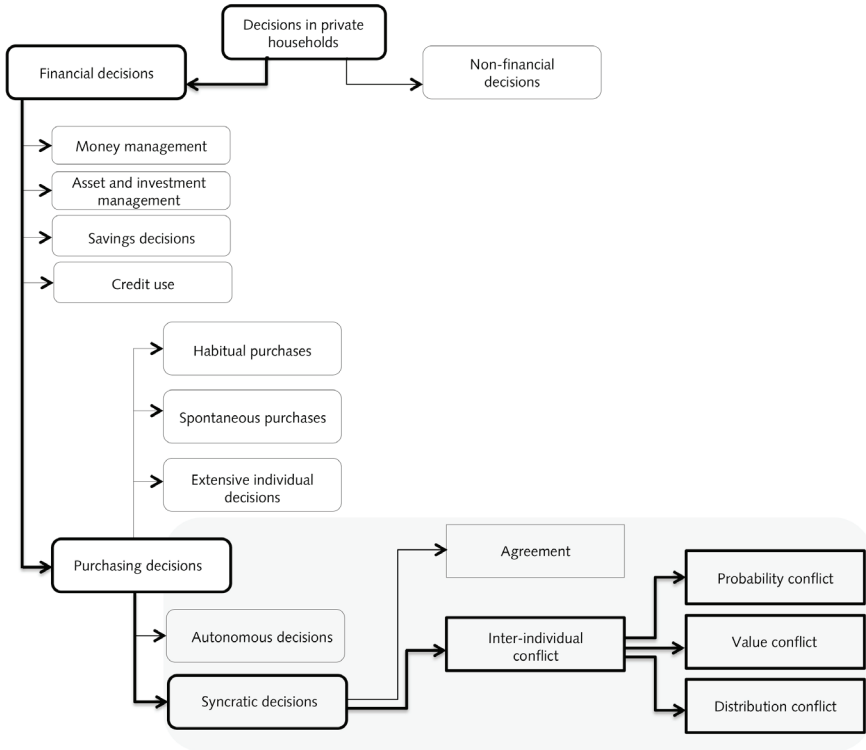 Decisions in private
households
Financial decisions
Non-financial
decisions
Money management
Asset and investment
management
Savings decisions
Credit use
Habitual purchases
Spontaneous purchases
Extensive individual
decisions
Purchasing decisions
Agreement
Probability conflict
Autonomous decisions
Inter-individual
conflict
Value conflict
Syncratic decisions
Distribution conflict